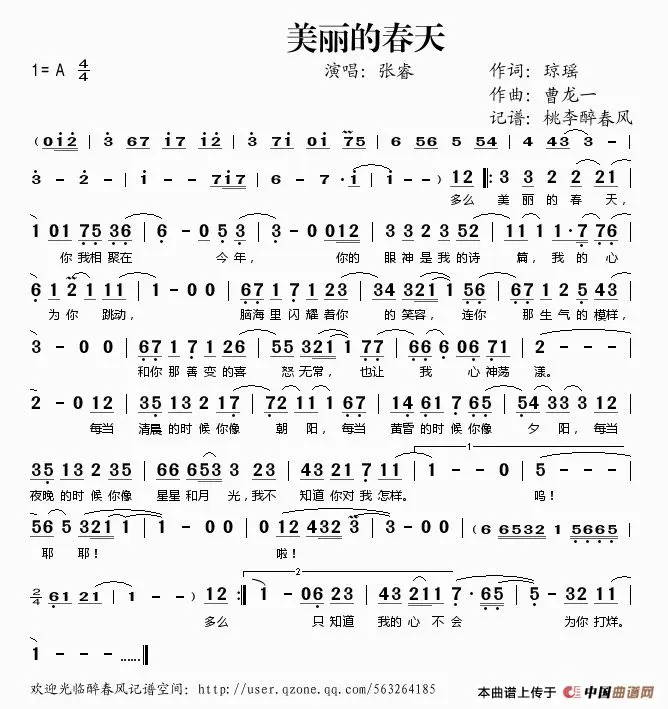 美丽的春天
1= A 4/4
演唱：张睿
作词：琼瑶
作曲：曹龙一
记谱：桃李醉春风
(0 1 2 | 3 67 17 12 | 3 71 01 75 | 6 56 5 54 | 4 3 3 - |
3 - 2 - | 1 - - 717 | 6 - 7 · 1 | 1 - - ) 12 ‖: 3 3 2 2 21 |
多么 美 丽 的 春 天，
1 01 75 36 | 6 - 05 3 | 3 - 0 012 | 33 2 3 52 | 11 1 1·7 76 |
你 我 相 聚在 今 年， 你的 眼 神 是 我 的诗 篇， 我 的 心
6 1 2 1 11 | 1 - 0 0 | 671 7 1 23 | 34 321 1 56 | 67 1 2 43 |
为 你 跳动， 脑海 里 闪 耀 着你 的 笑容， 连你 那 生 气 的 模样，
3 - 0 0 | 67 1 7 1 26 | 55 321 1 67 | 66 6 06 71 | 2 - - - |
和你 那 善 变 的喜 怒 无常， 也让 我 心 神荡 漾。
2 - 0 12 | 35 13 2 17 | 72 11 1 67 | 14 61 7 65 | 54 33 3 12 |
每当 清晨 的时 候 你像 朝 阳， 每当 黄昏 的时 候 你像 夕 阳， 每当
35 13 2 35 | 66 653 3 23 | 43 21 7 11 | 1 - - 0 | 5 - - - |
夜晚 的时 候 你像 星星 和月 光，我不 知道 你对 我 怎样。 呜！
56 5 321 1 | 1 - 0 0 | 0 12 432 3 | 3 - 0 0 | (6 6532 1 5665 |
耶 耶！ 啦！
2/4 61 21 | 1 - ) 12 :‖ 1 - 06 23 | 43 211 7 · 65 | 5 - 32 11 |
多么 只 知道 我的 心 不 会 为你 打烊。
1 - - ……‖
欢迎光临醉春风记谱空间：http://user.qzone.qq.com/563264185
本曲谱上传于 中国曲谱网